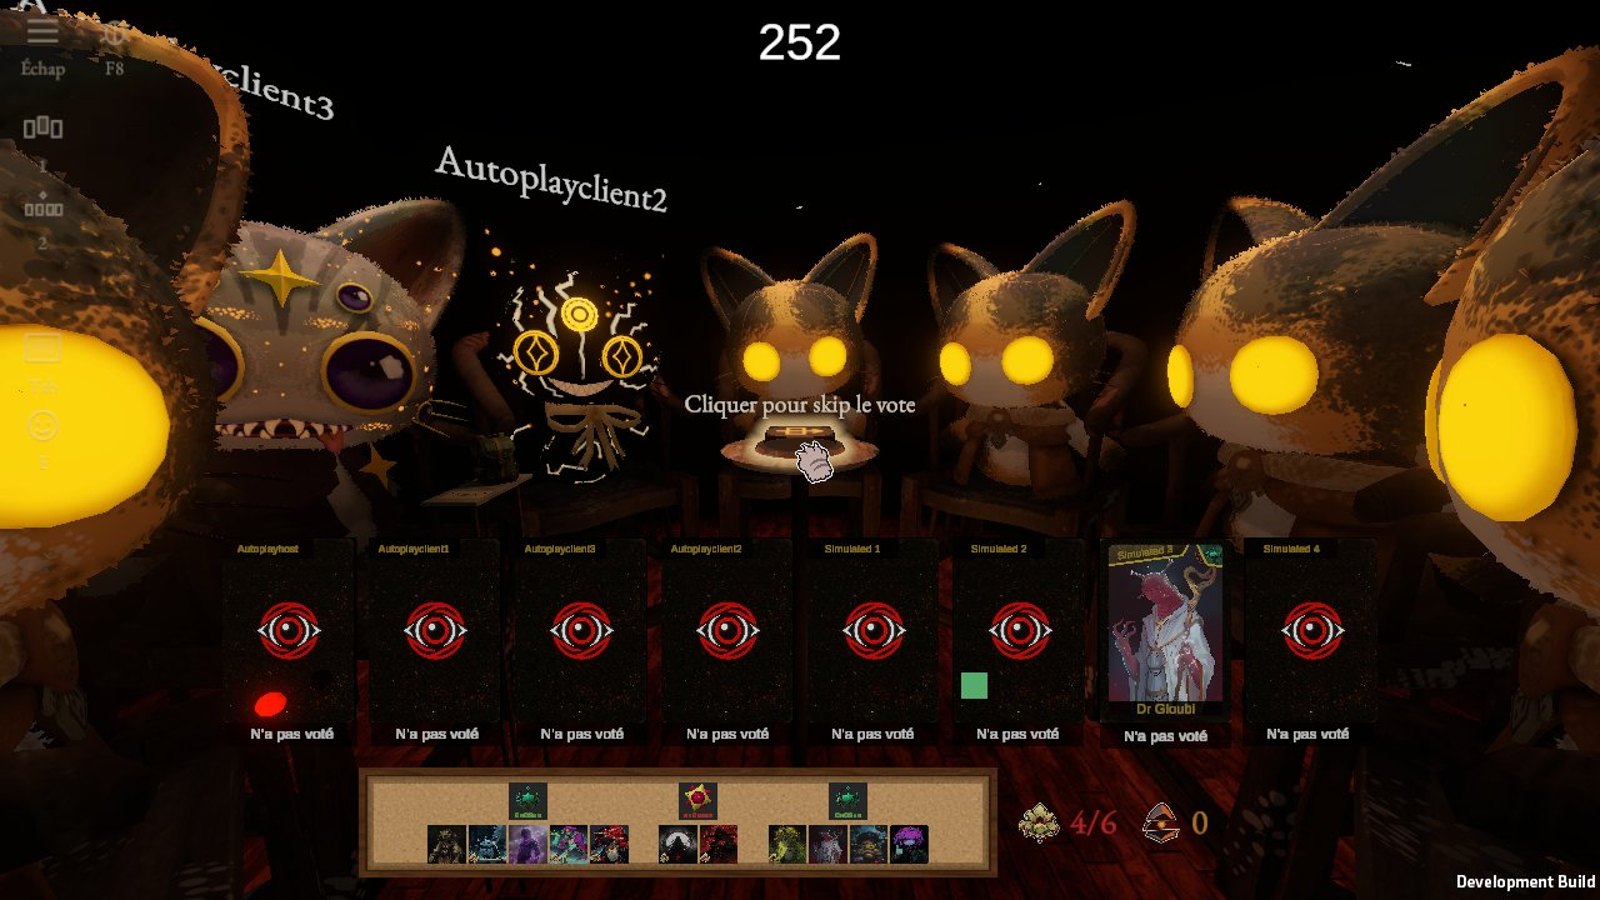 252
Échap
F8
client3
1
Autoplayclient2
2
Cliquer pour skip le vote
Autoplayhost
Autoplayclient1
Autoplayclient3
Autoplayclient2
Simulated 1
Simulated 2
Simulated 3
Simulated 4
Dr Gloubi
N'a pas voté
N'a pas voté
N'a pas voté
N'a pas voté
N'a pas voté
N'a pas voté
N'a pas voté
N'a pas voté
4/6
0
Development Build